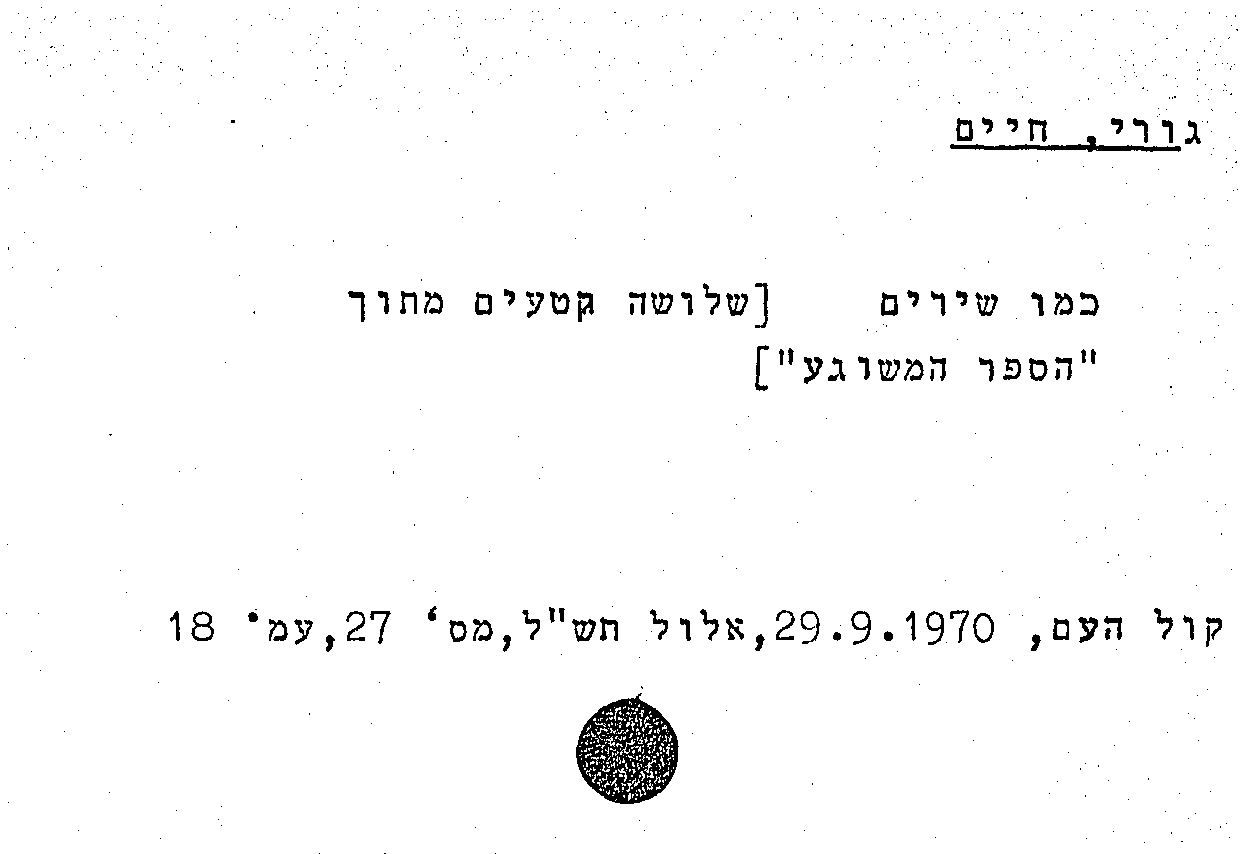 גורי, חיים
כמו שירים [שלושה קטעים מתוך
"הספר המשוגע"]
קול העם, 29.9.1970,אלול תש"ל,מס' 27,עמ' 18